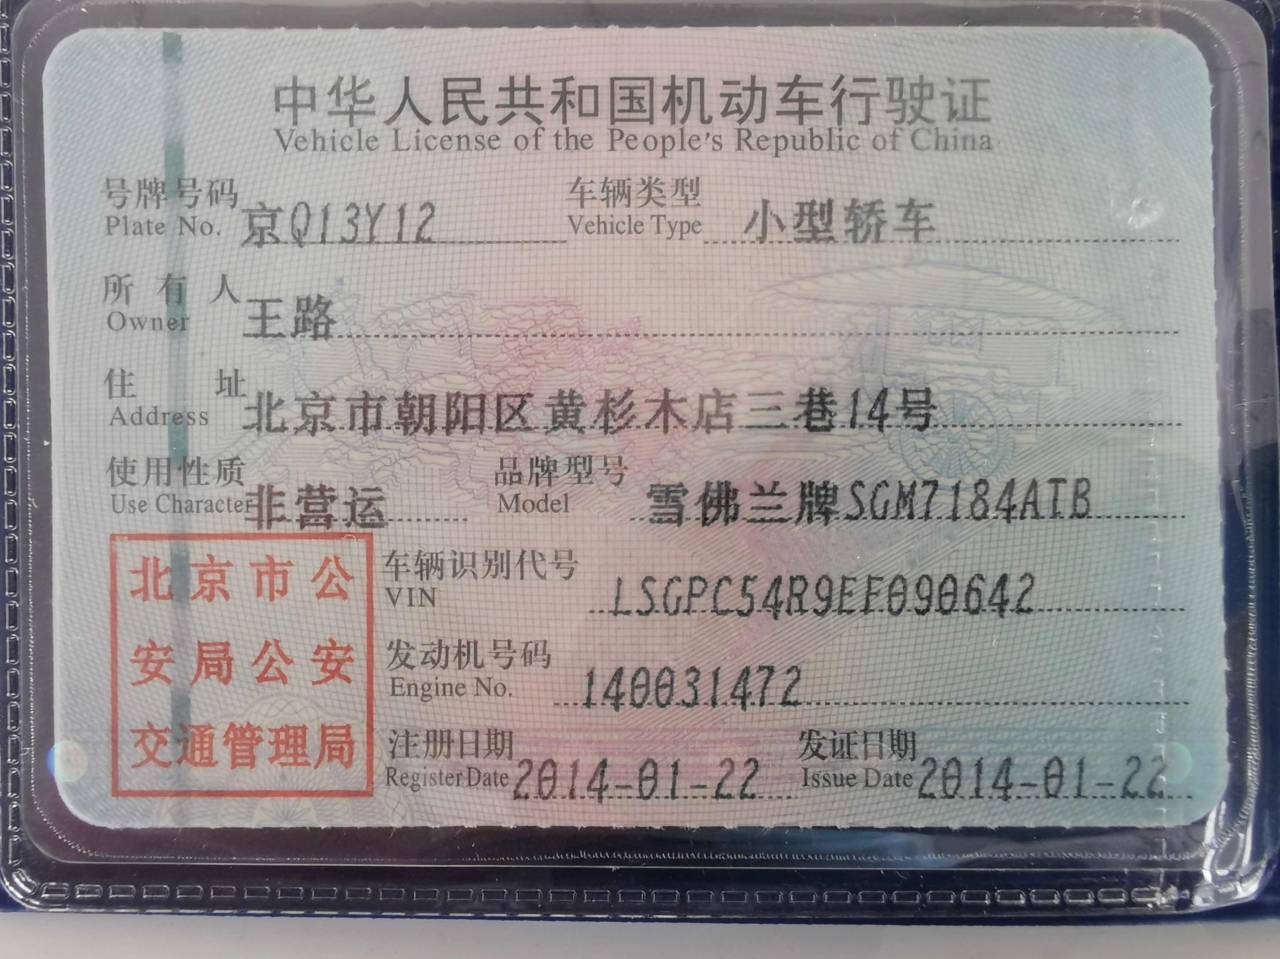 中华人民共和国机动车行驶证
Vehicle License of the People's Republic of China
号牌号码 京Q13Y12 车辆类型 小型轿车
Plate No. Vehicle Type
所有人 王路
Owner
住址 北京市朝阳区黄杉木店三巷14号
Address
使用性质 非营运 品牌型号 雪佛兰牌SGM7184ATB
Use Character Model
北京市公
安局公安
交通管理局
车辆识别代号 LSGPC54R9EF090642
VIN
发动机号码 140031472
Engine No.
注册日期 2014-01-22 发证日期 2014-01-22
Register Date Issue Date